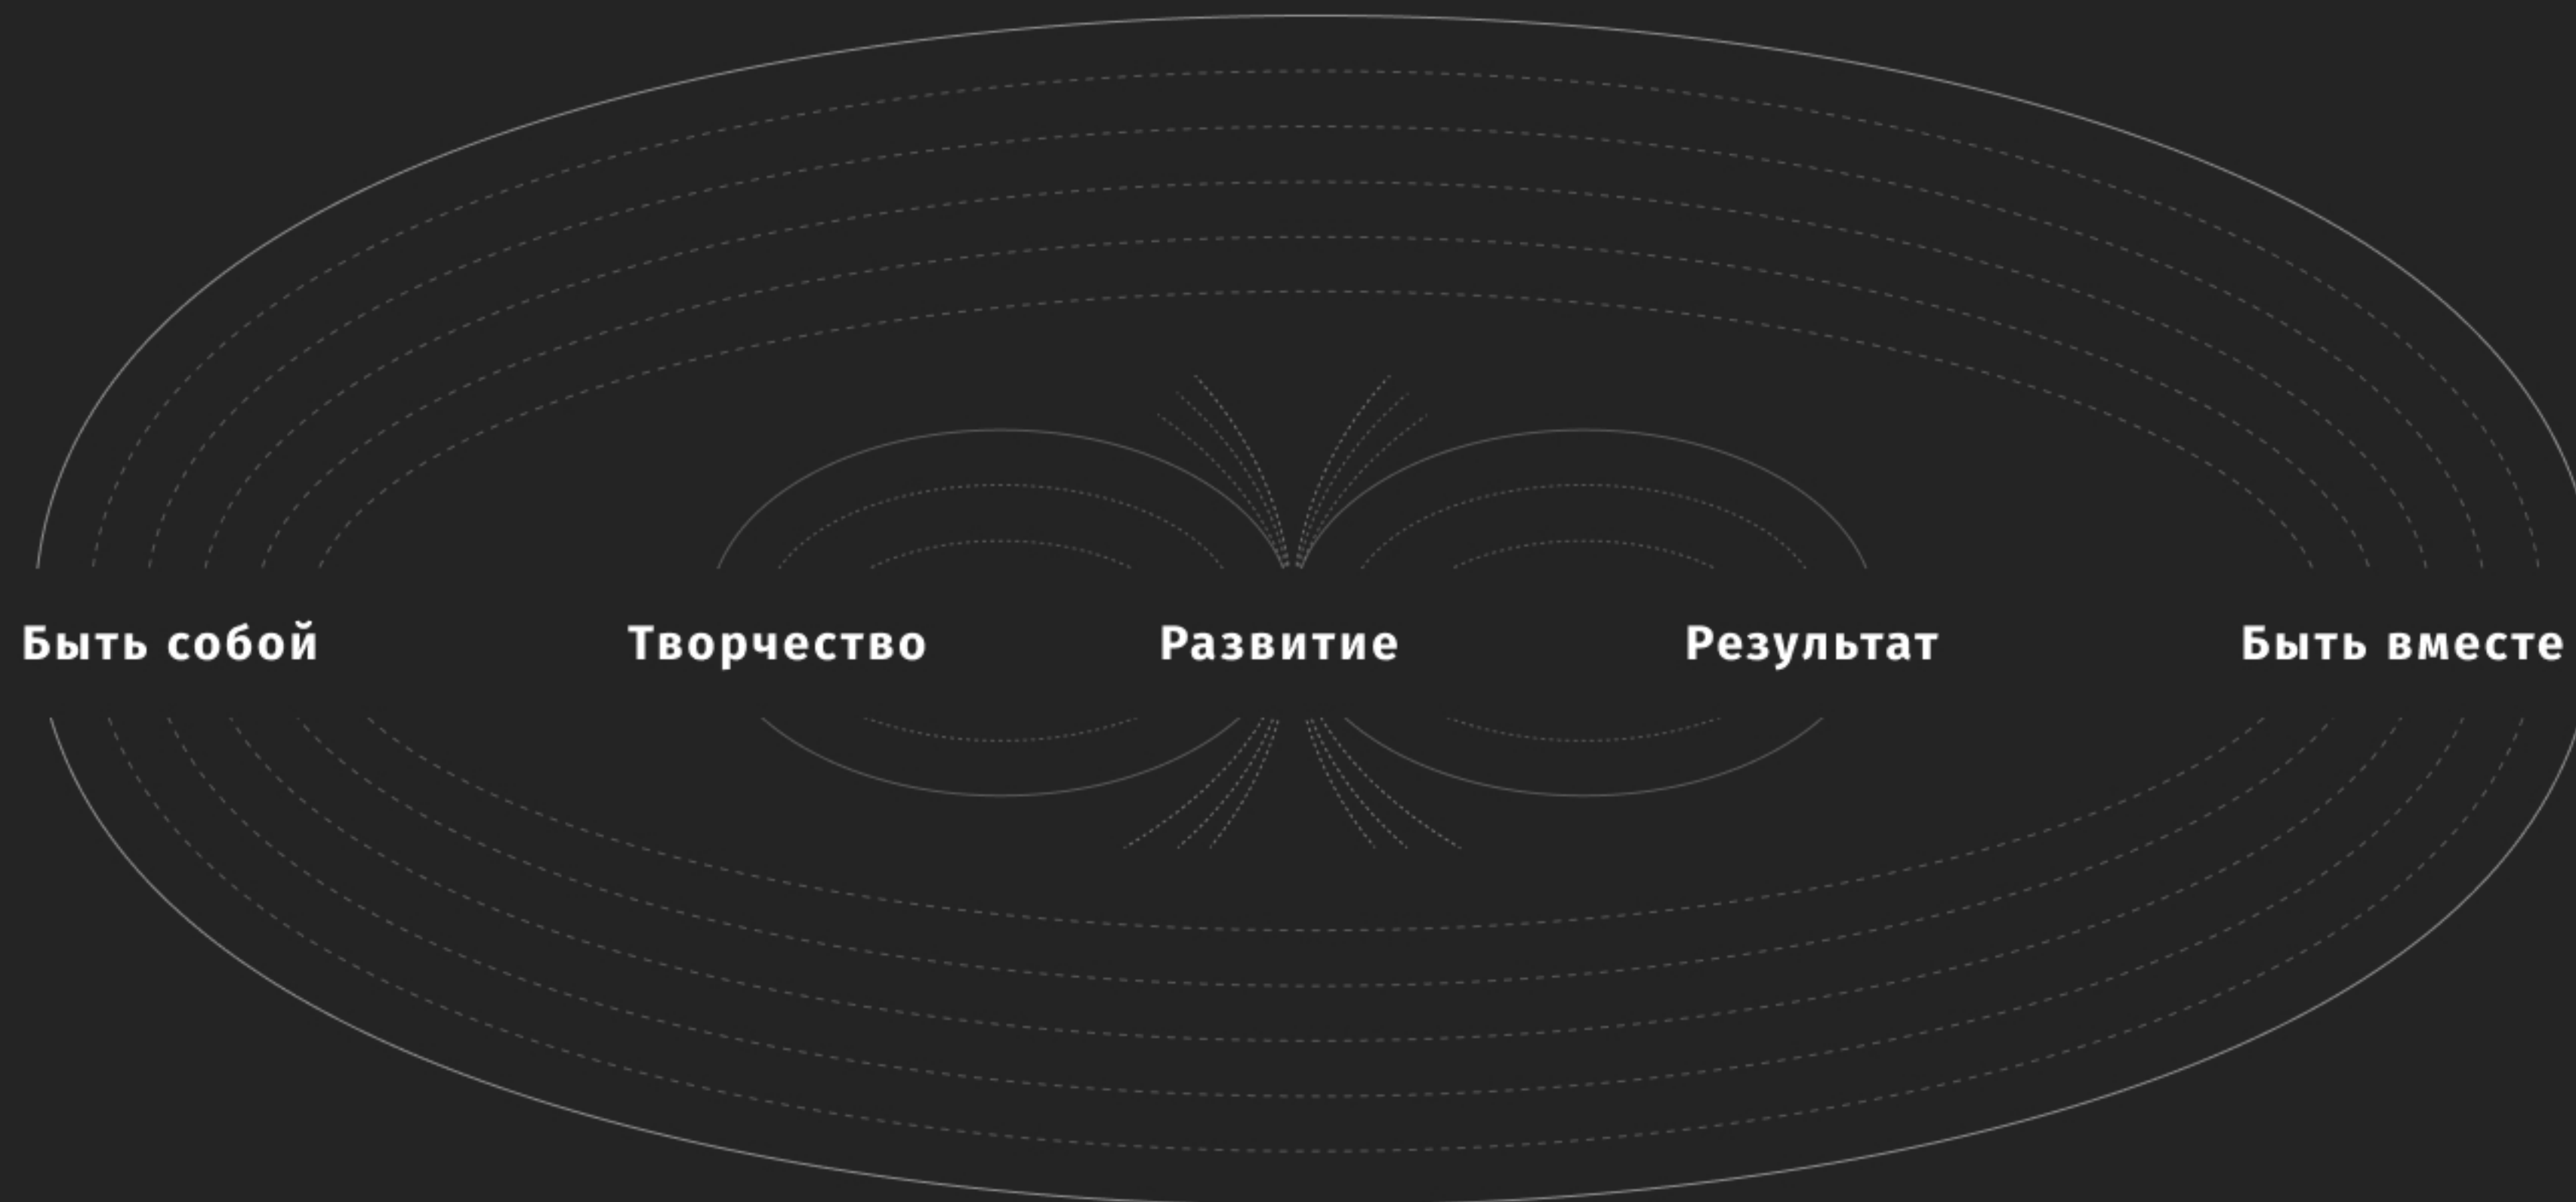 Быть собой
Творчество
Развитие
Результат
Быть вместе